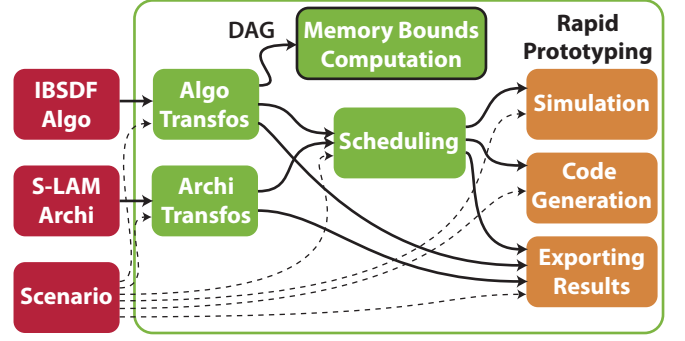 DAG
Memory Bounds
Computation
Rapid
Prototyping
IBSDF
Algo
Algo
Transfos
Scheduling
Simulation
S-LAM
Archi
Archi
Transfos
Code
Generation
Scenario
Exporting
Results